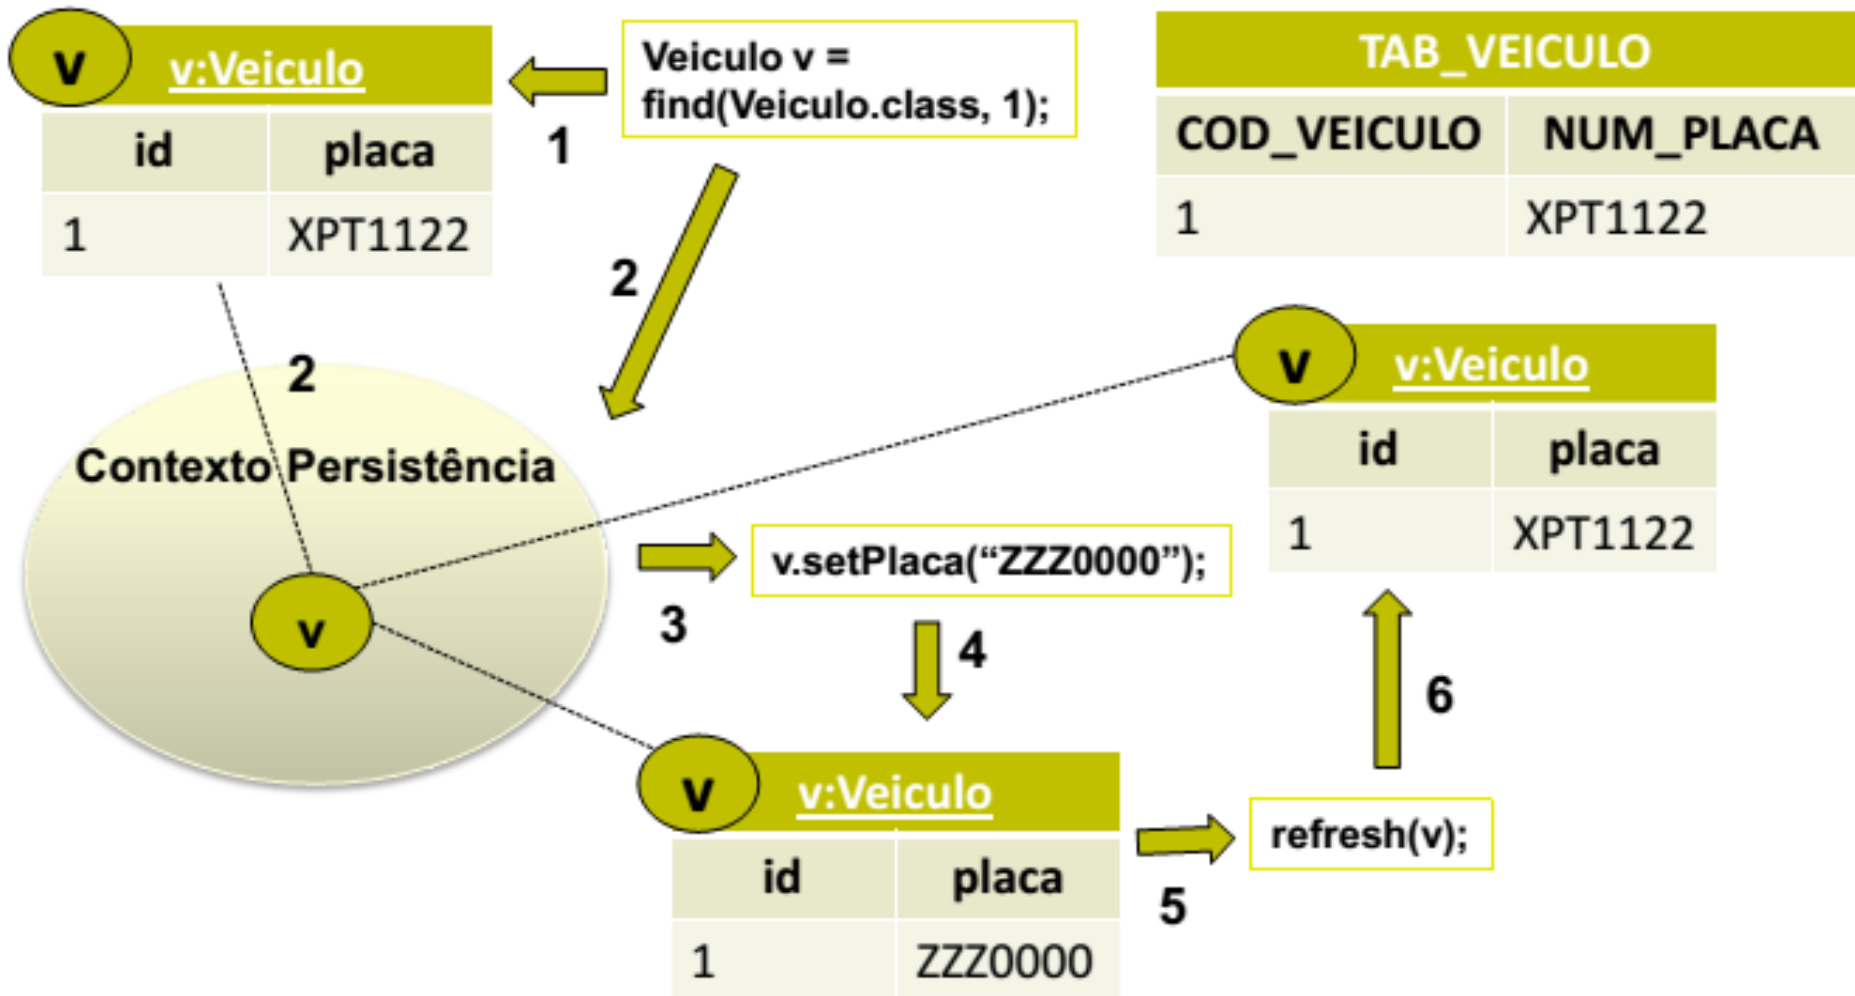 v
v:Veiculo
id placa
1 XPT1122
1
Veiculo v =
find(Veiculo.class, 1);
TAB_VEICULO
COD_VEICULO NUM_PLACA
1 XPT1122
2
2
Contexto Persistência
v
v
v:Veiculo
id placa
1 XPT1122
3
v.setPlaca(“ZZZ0000”);
4
6
v
v:Veiculo
id placa
1 ZZZ0000
5
refresh(v);